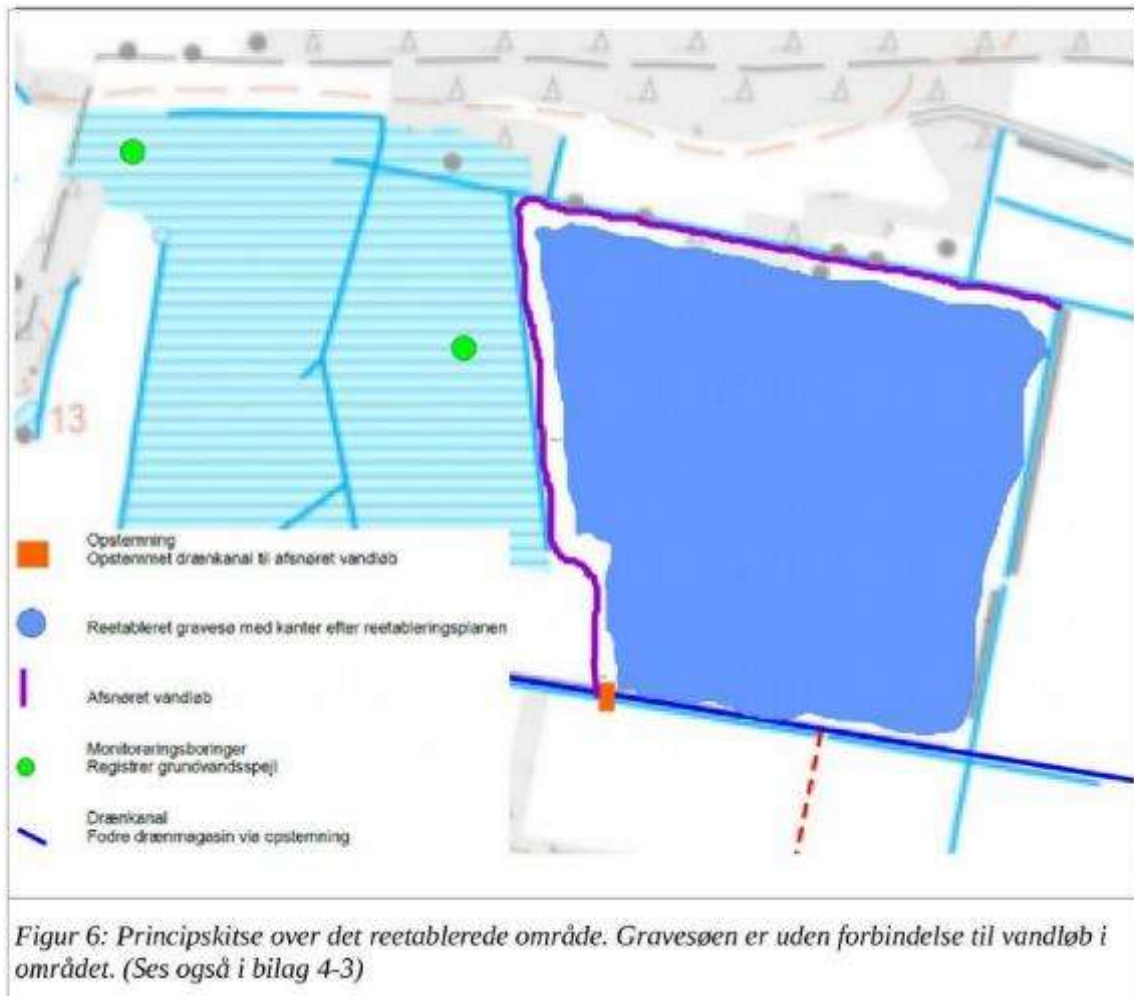 13
Opstemning
Opstemmet drænkanal til afsnøret vandløb
Reetableret gravesø med kanter efter reetableringsplanen
Afsnøret vandløb
Monitoraringsboringer
Registrer grundvandsspejl
Drænkanal
Fodre drænmagasin via opstemning
Figur 6: Principskitse over det reetablerede område. Gravesøen er uden forbindelse til vandløb i
området. (Ses også i bilag 4-3)